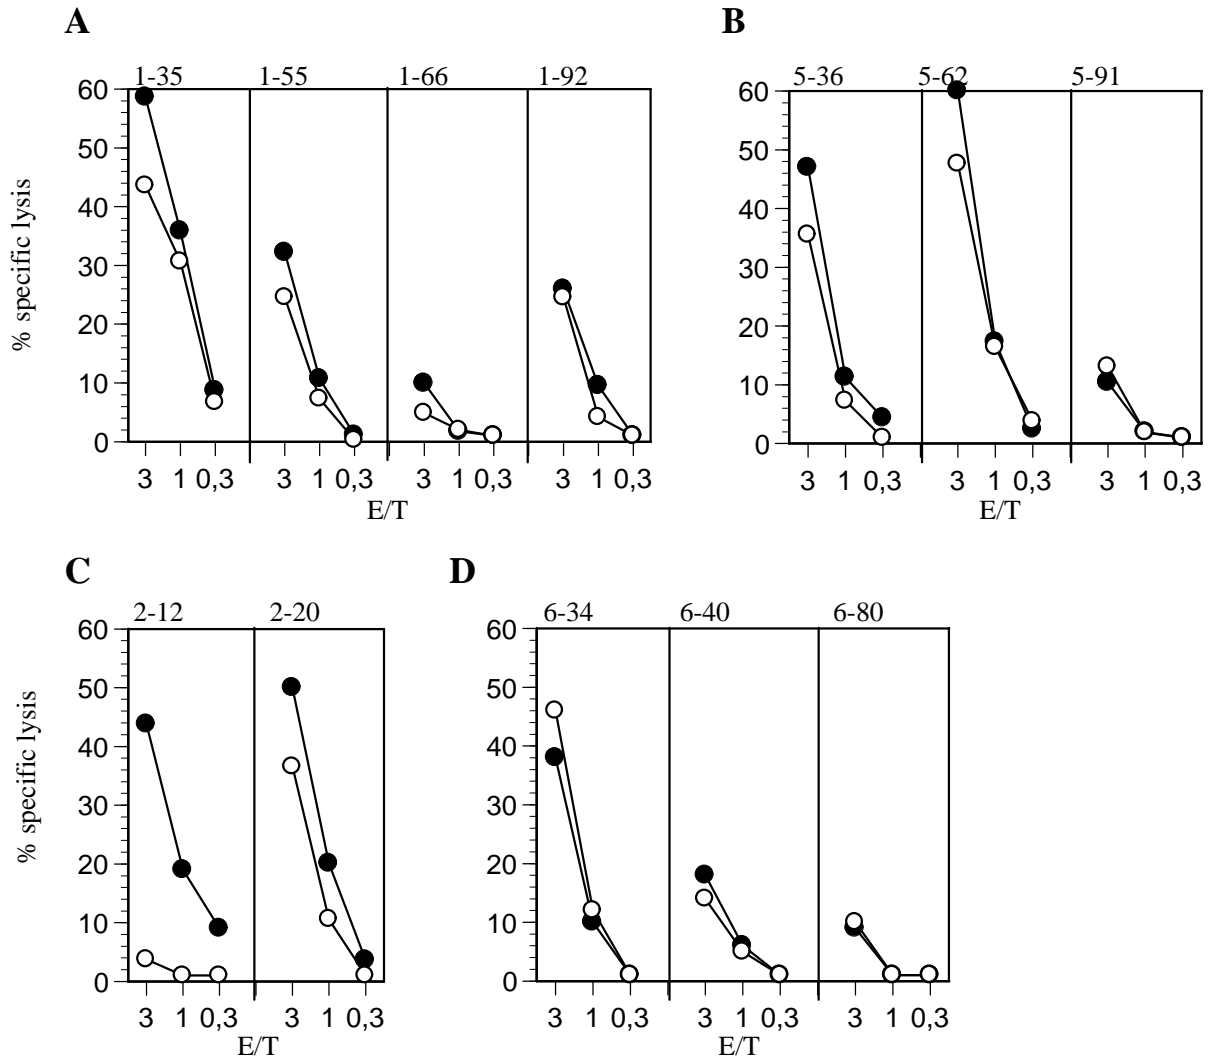 A
B
1-35 1-55 1-66 1-92
5-36 5-62 5-91
60
50
40
30
20
10
0
% specific lysis
60
50
40
30
20
10
0
3 1 0,3 3 1 0,3 3 1 0,3 3 1 0,3
E/T
3 1 0,3 3 1 0,3 3 1 0,3
E/T
C
D
2-12 2-20
6-34 6-40 6-80
60
50
40
30
20
10
0
% specific lysis
60
50
40
30
20
10
0
3 1 0,3 3 1 0,3
E/T
3 1 0,3 3 1 0,3 3 1 0,3
E/T